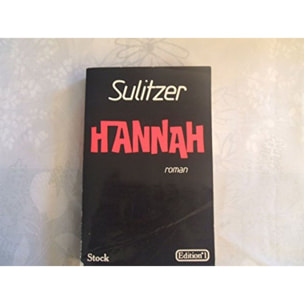 Sulitzer
HANNAH
roman
Stock
Edition°1